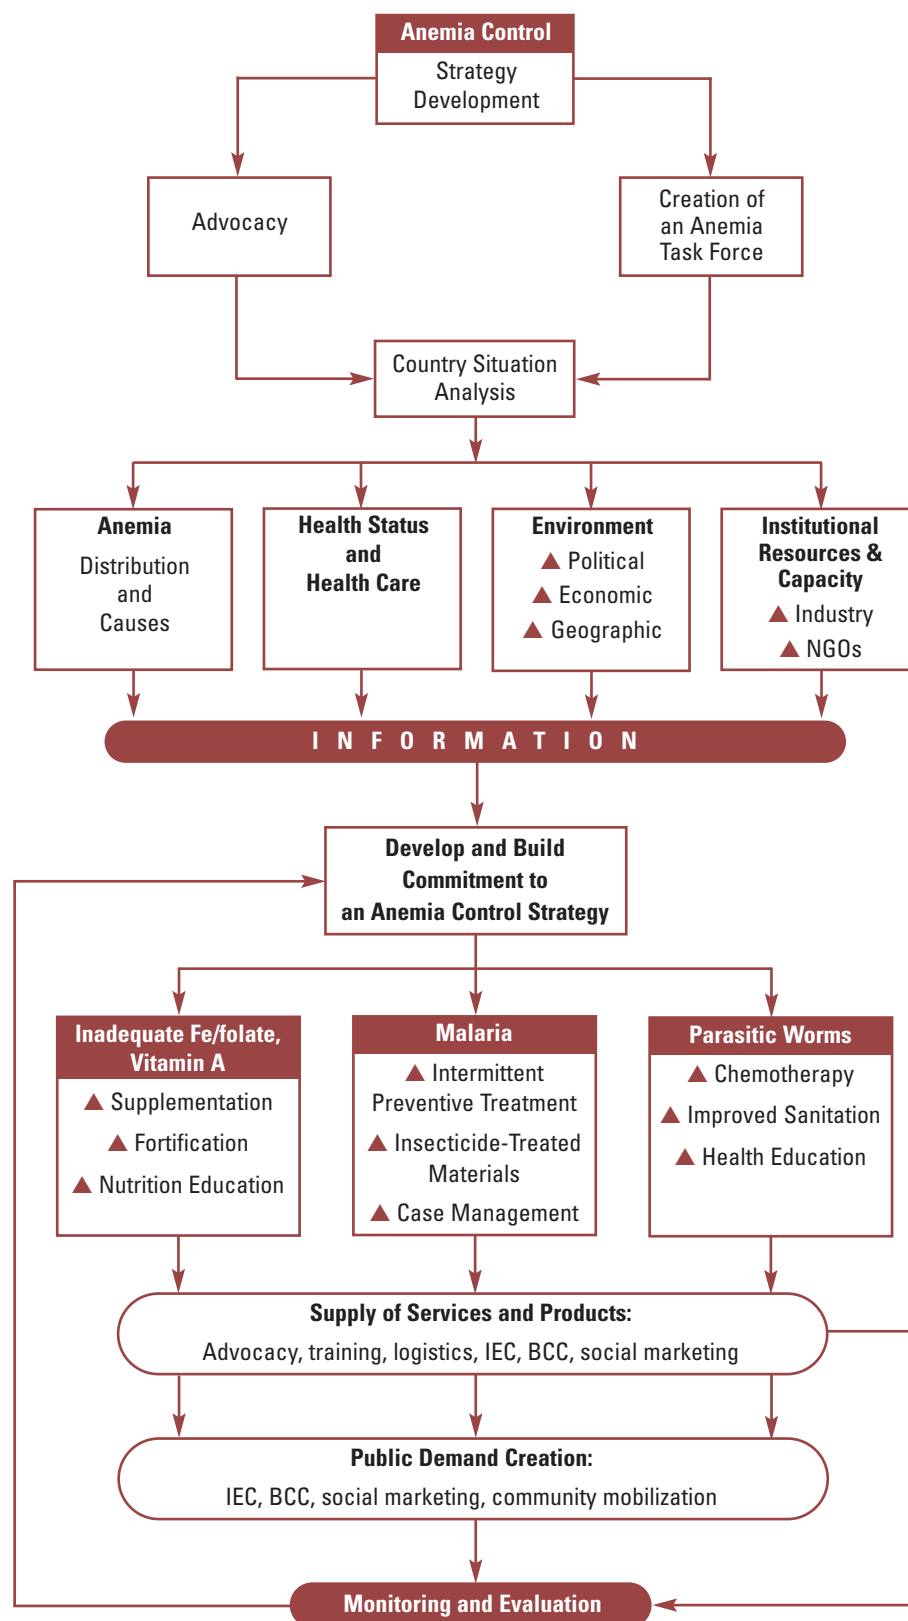 Anemia Control
Strategy
Development
Advocacy
Creation of
an Anemia
Task Force
Country Situation
Analysis
Anemia
Distribution
and
Causes
Health Status
and
Health Care
Environment
▲ Political
▲ Economic
▲ Geographic
Institutional
Resources &
Capacity
▲ Industry
▲ NGOs
INFORMATION
Develop and Build
Commitment to
an Anemia Control Strategy
Inadequate Fe/folate,
Vitamin A
▲ Supplementation
▲ Fortification
▲ Nutrition Education
Malaria
▲ Intermittent
Preventive Treatment
▲ Insecticide-Treated
Materials
▲ Case Management
Parasitic Worms
▲ Chemotherapy
▲ Improved Sanitation
▲ Health Education
Supply of Services and Products:
Advocacy, training, logistics, IEC, BCC, social marketing
Public Demand Creation:
IEC, BCC, social marketing, community mobilization
Monitoring and Evaluation